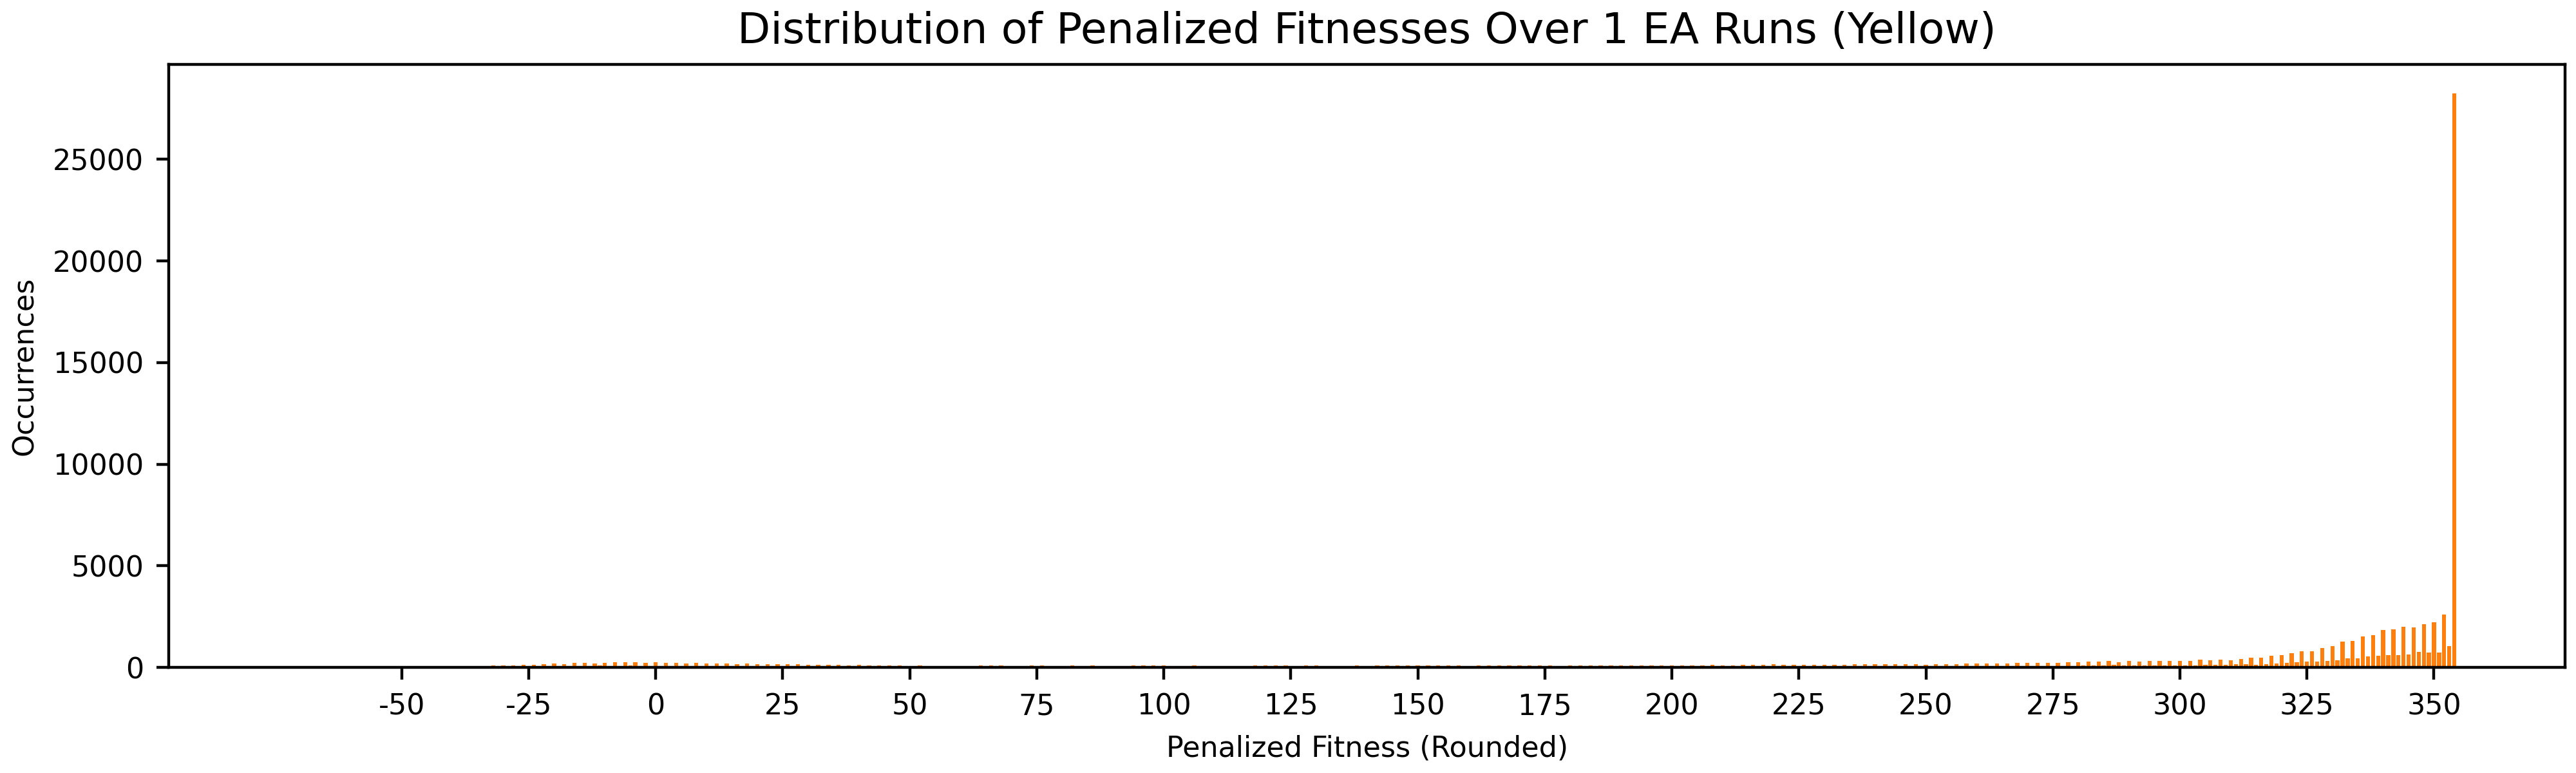 Distribution of Penalized Fitnesses Over 1 EA Runs (Yellow)
Occurrences
25000
20000
15000
10000
5000
0
-50 -25 0 25 50 75 100 125 150 175 200 225 250 275 300 325 350
Penalized Fitness (Rounded)